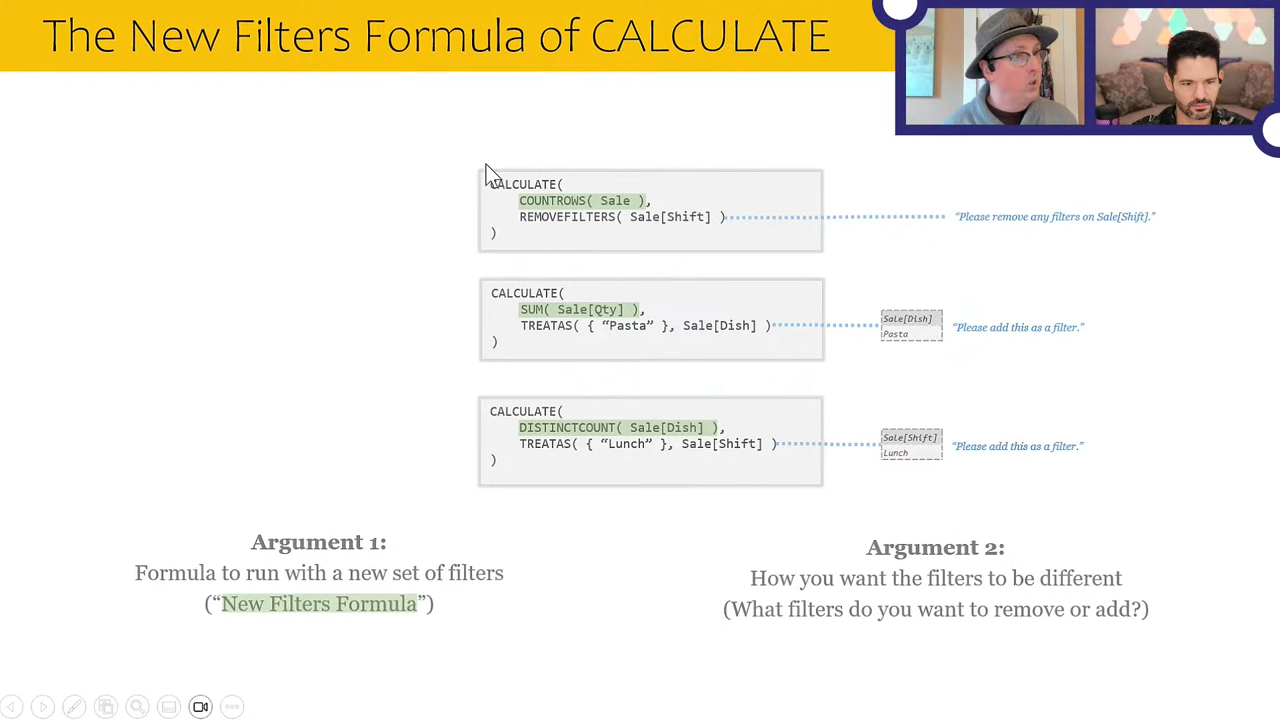 The New Filters Formula of CALCULATE
CALCULATE(
COUNTROWS( Sale ),
REMOVEFILTERS( Sale[Shift] )
)
“Please remove any filters on Sale[Shift].”
CALCULATE(
SUM( Sale[Qty] ),
TREATAS( { “Pasta” }, Sale[Dish] )
)
Sale[Dish]
Pasta
“Please add this as a filter.”
CALCULATE(
DISTINCTCOUNT( Sale[Dish] ),
TREATAS( { “Lunch” }, Sale[Shift] )
)
Sale[Shift]
Lunch
“Please add this as a filter.”
Argument 1:
Formula to run with a new set of filters
(“New Filters Formula”)
Argument 2:
How you want the filters to be different
(What filters do you want to remove or add?)